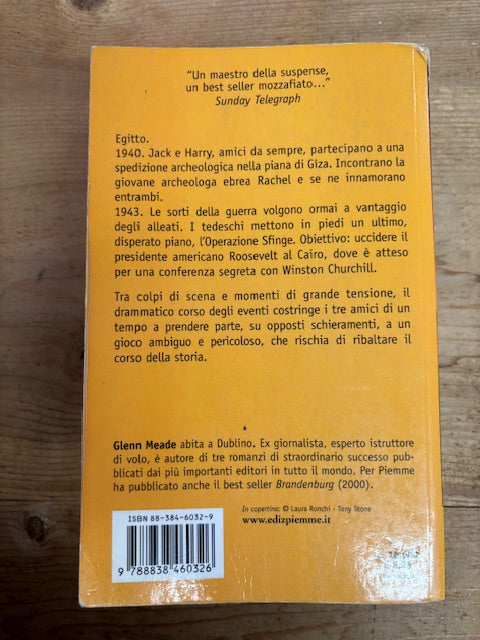 “Un maestro della suspense,
un best seller mozzafiato...”
Sunday Telegraph
Egitto.
1940. Jack e Harry, amici da sempre, partecipano a una
spedizione archeologica nella piana di Giza. Incontrano la
giovane archeologa ebrea Rachel e se ne innamorano
entrambi.
1943. Le sorti della guerra volgono ormai a vantaggio
degli alleati. I tedeschi mettono in piedi un ultimo,
disperato piano, l'Operazione Sfinge. Obiettivo: uccidere il
presidente americano Roosevelt al Cairo, dove è atteso
per una conferenza segreta con Winston Churchill.
Tra colpi di scena e momenti di grande tensione, il
drammatico corso degli eventi costringe i tre amici di un
tempo a prendere parte, su opposti schieramenti, a un
gioco ambiguo e pericoloso, che rischia di ribaltare il
corso della storia.
Glenn Meade abita a Dublino. Ex giornalista, esperto istruttore
di volo, è autore di tre romanzi di straordinario successo pub-
blicati dai più importanti editori in tutto il mondo. Per Piemme
ha pubblicato anche il best seller Brandenburg (2000).
In copertina: © Laura Ronchi - Tony Stone
www.edizpiemme.it
ISBN 88-384-6032-9
9 788838 460326